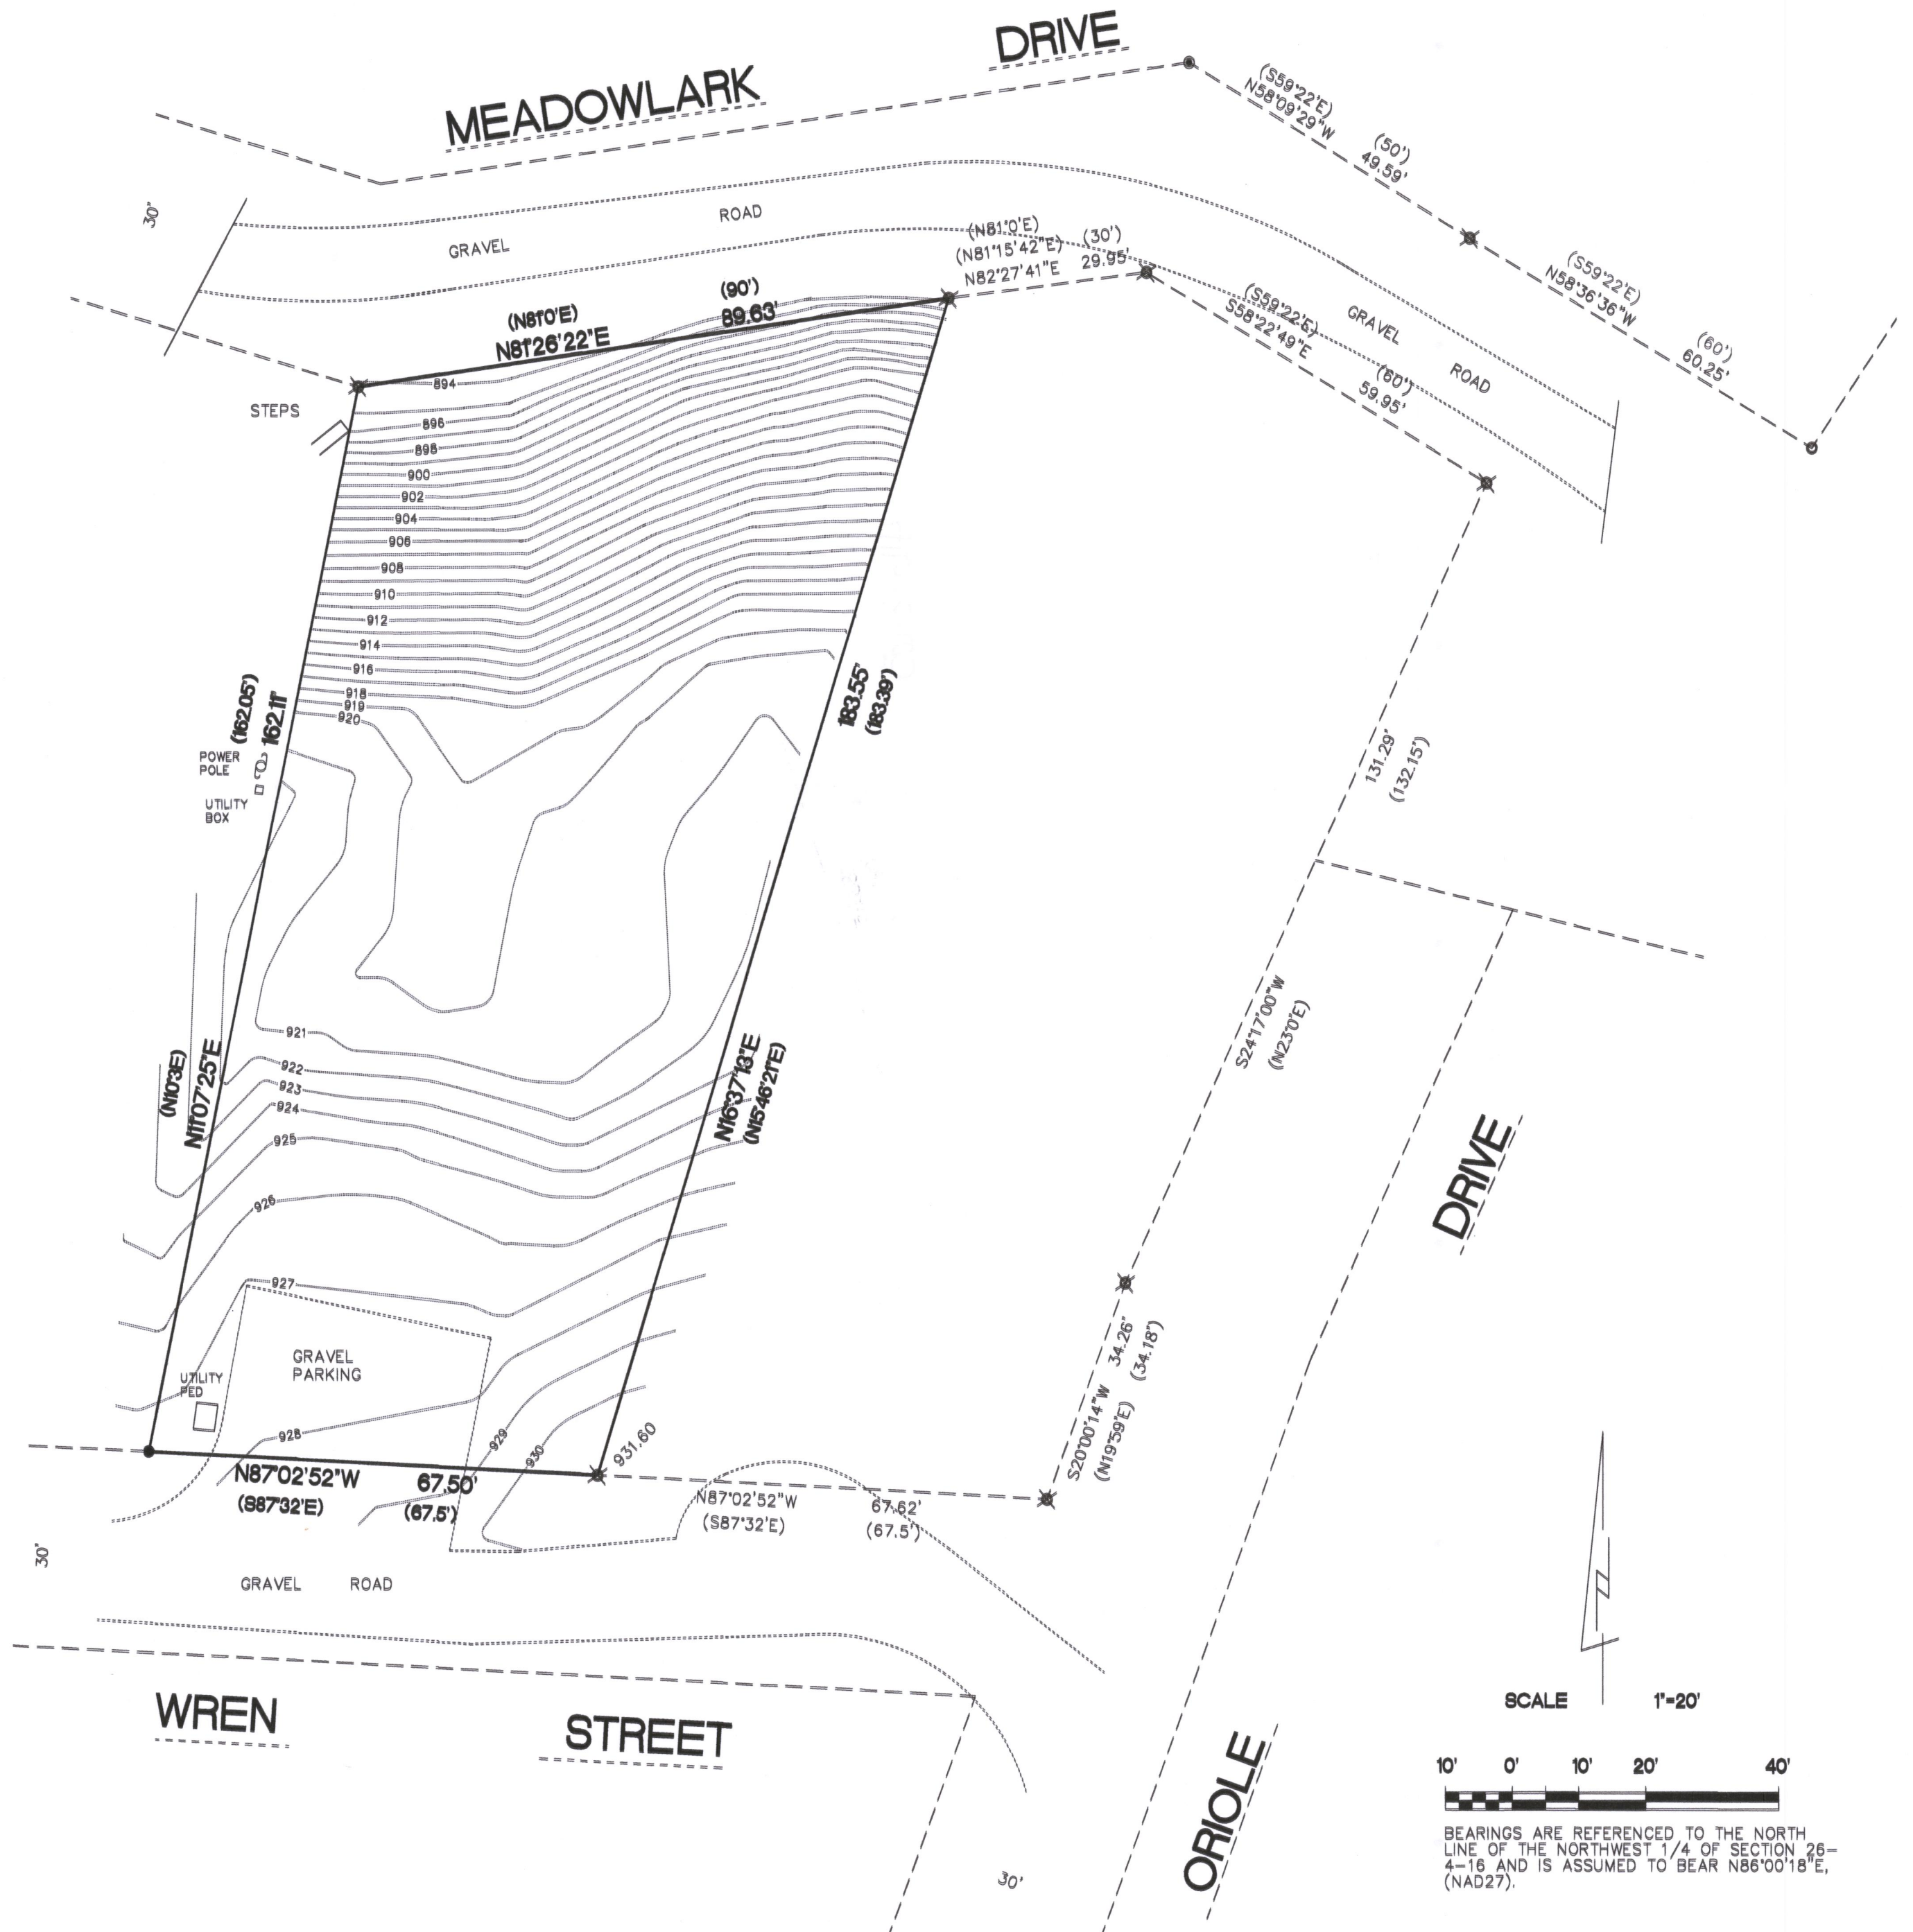 DRIVE
MEADOWLARK
(S59°22'E)
N58°09'29"W
(50')
49.59'
30'
ROAD
GRAVEL
(N81°0'E)
(N81°15'42"E)
N82°27'41"E
(30')
29.95'
(S59°22'E)
N58°36'36"W
(60')
60.25'
(S59°22'E)
S58°22'49"E
(60')
59.95'
GRAVEL
ROAD
(N81°0'E)
N81°26'22"E
(90')
89.63'
STEPS
894
896
898
900
902
904
906
908
910
912
914
916
918
919
920
(162.05')
162.11'
183.55'
(183.39')
131.29'
(132.15')
POWER
POLE
UTILITY
BOX
S24°17'00"W
(N23°0'E)
921
922
923
924
925
926
927
928
929
930
931.60
(N10°3E)
N11°07'25"E
N16°37'13"E
(N15°46'21"E)
DRIVE
34.26'
(34.18')
S20°00'14"W
(N19°59'E)
GRAVEL
PARKING
UTILITY
PED
N87°02'52"W
67.50'
(S87°32'E)
(67.5')
N87°02'52"W
67.62'
(S87°32'E)
(67.5')
30'
GRAVEL ROAD
WREN STREET
ORIOLE
30'
SCALE 1"=20'
10' 0' 10' 20' 40'
BEARINGS ARE REFERENCED TO THE NORTH
LINE OF THE NORTHWEST 1/4 OF SECTION 26-
4-16 AND IS ASSUMED TO BEAR N86°00'18"E,
(NAD27).